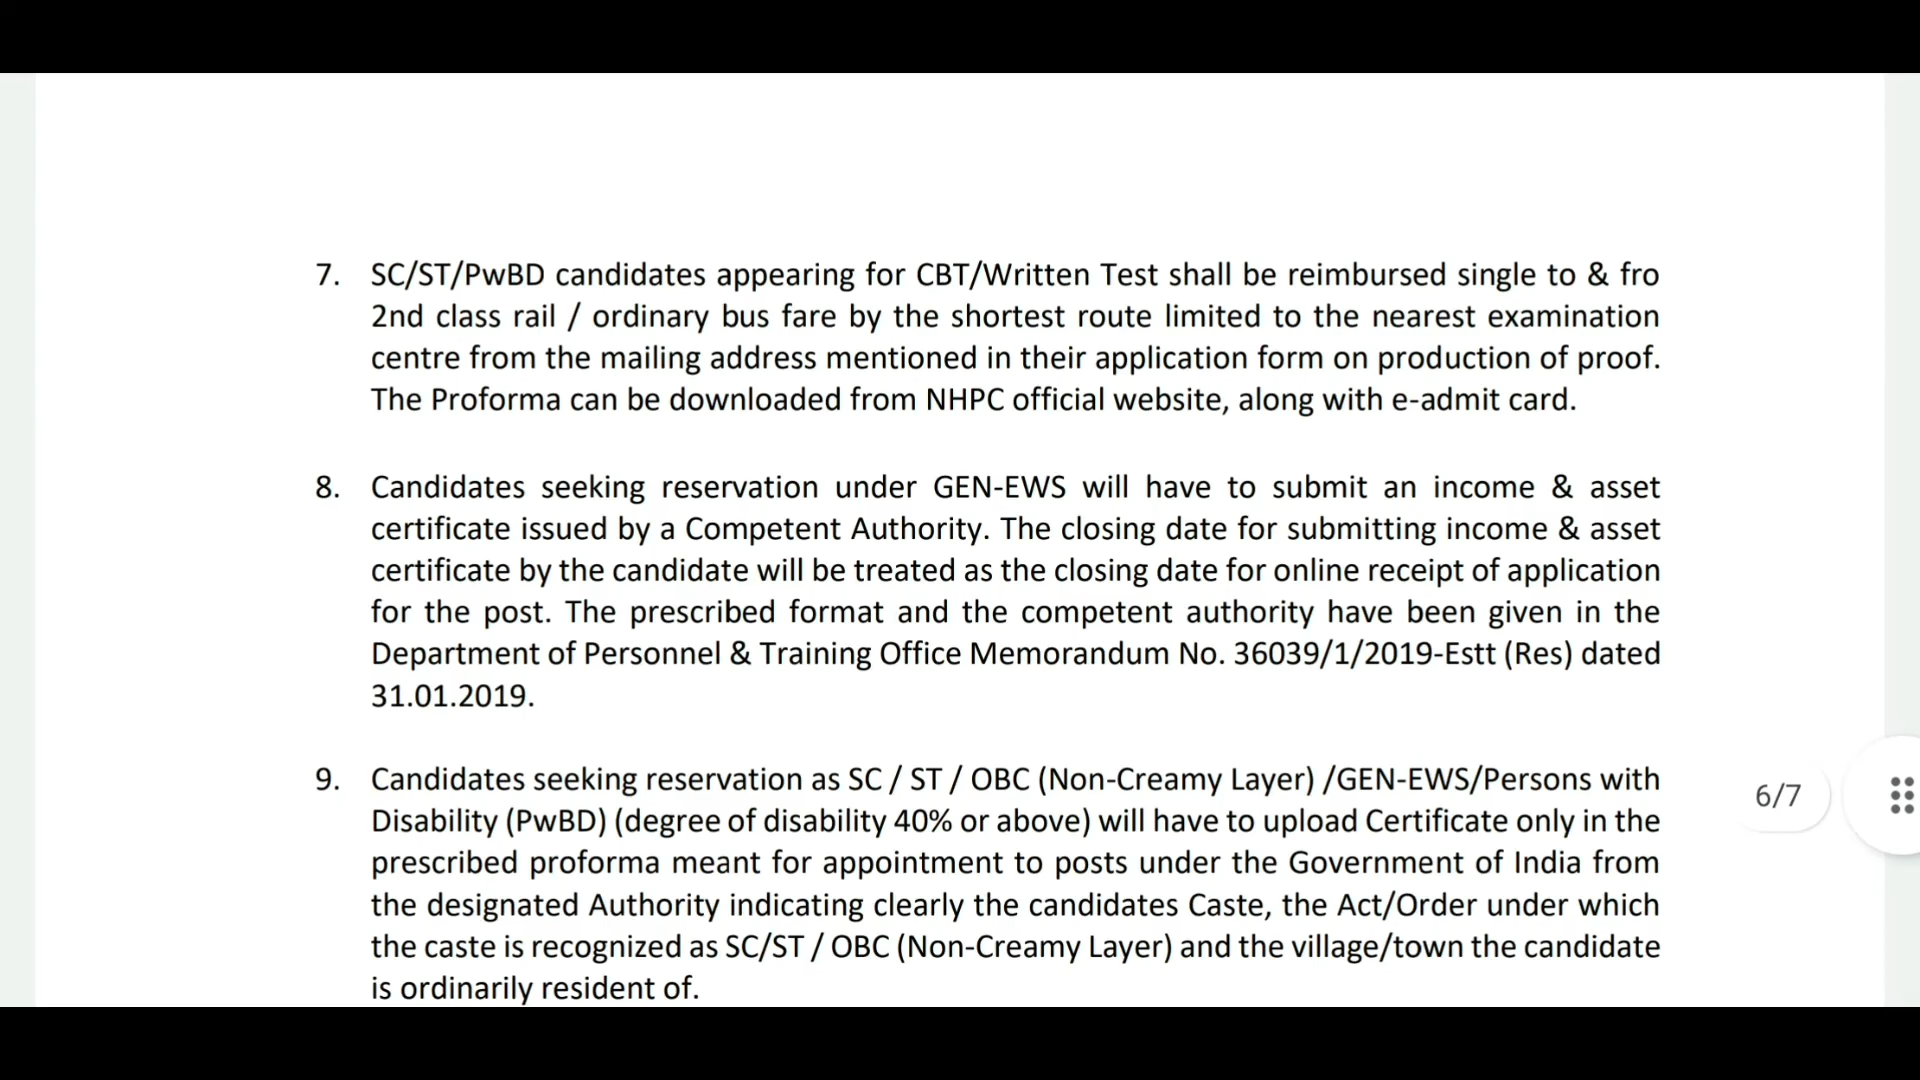 7. SC/ST/PwBD candidates appearing for CBT/Written Test shall be reimbursed single to & fro
2nd class rail / ordinary bus fare by the shortest route limited to the nearest examination
centre from the mailing address mentioned in their application form on production of proof.
The Proforma can be downloaded from NHPC official website, along with e-admit card.
8. Candidates seeking reservation under GEN-EWS will have to submit an income & asset
certificate issued by a Competent Authority. The closing date for submitting income & asset
certificate by the candidate will be treated as the closing date for online receipt of application
for the post. The prescribed format and the competent authority have been given in the
Department of Personnel & Training Office Memorandum No. 36039/1/2019-Estt (Res) dated
31.01.2019.
9. Candidates seeking reservation as SC / ST / OBC (Non-Creamy Layer) /GEN-EWS/Persons with
Disability (PwBD) (degree of disability 40% or above) will have to upload Certificate only in the
prescribed proforma meant for appointment to posts under the Government of India from
the designated Authority indicating clearly the candidates Caste, the Act/Order under which
the caste is recognized as SC/ST / OBC (Non-Creamy Layer) and the village/town the candidate
is ordinarily resident of.
6/7